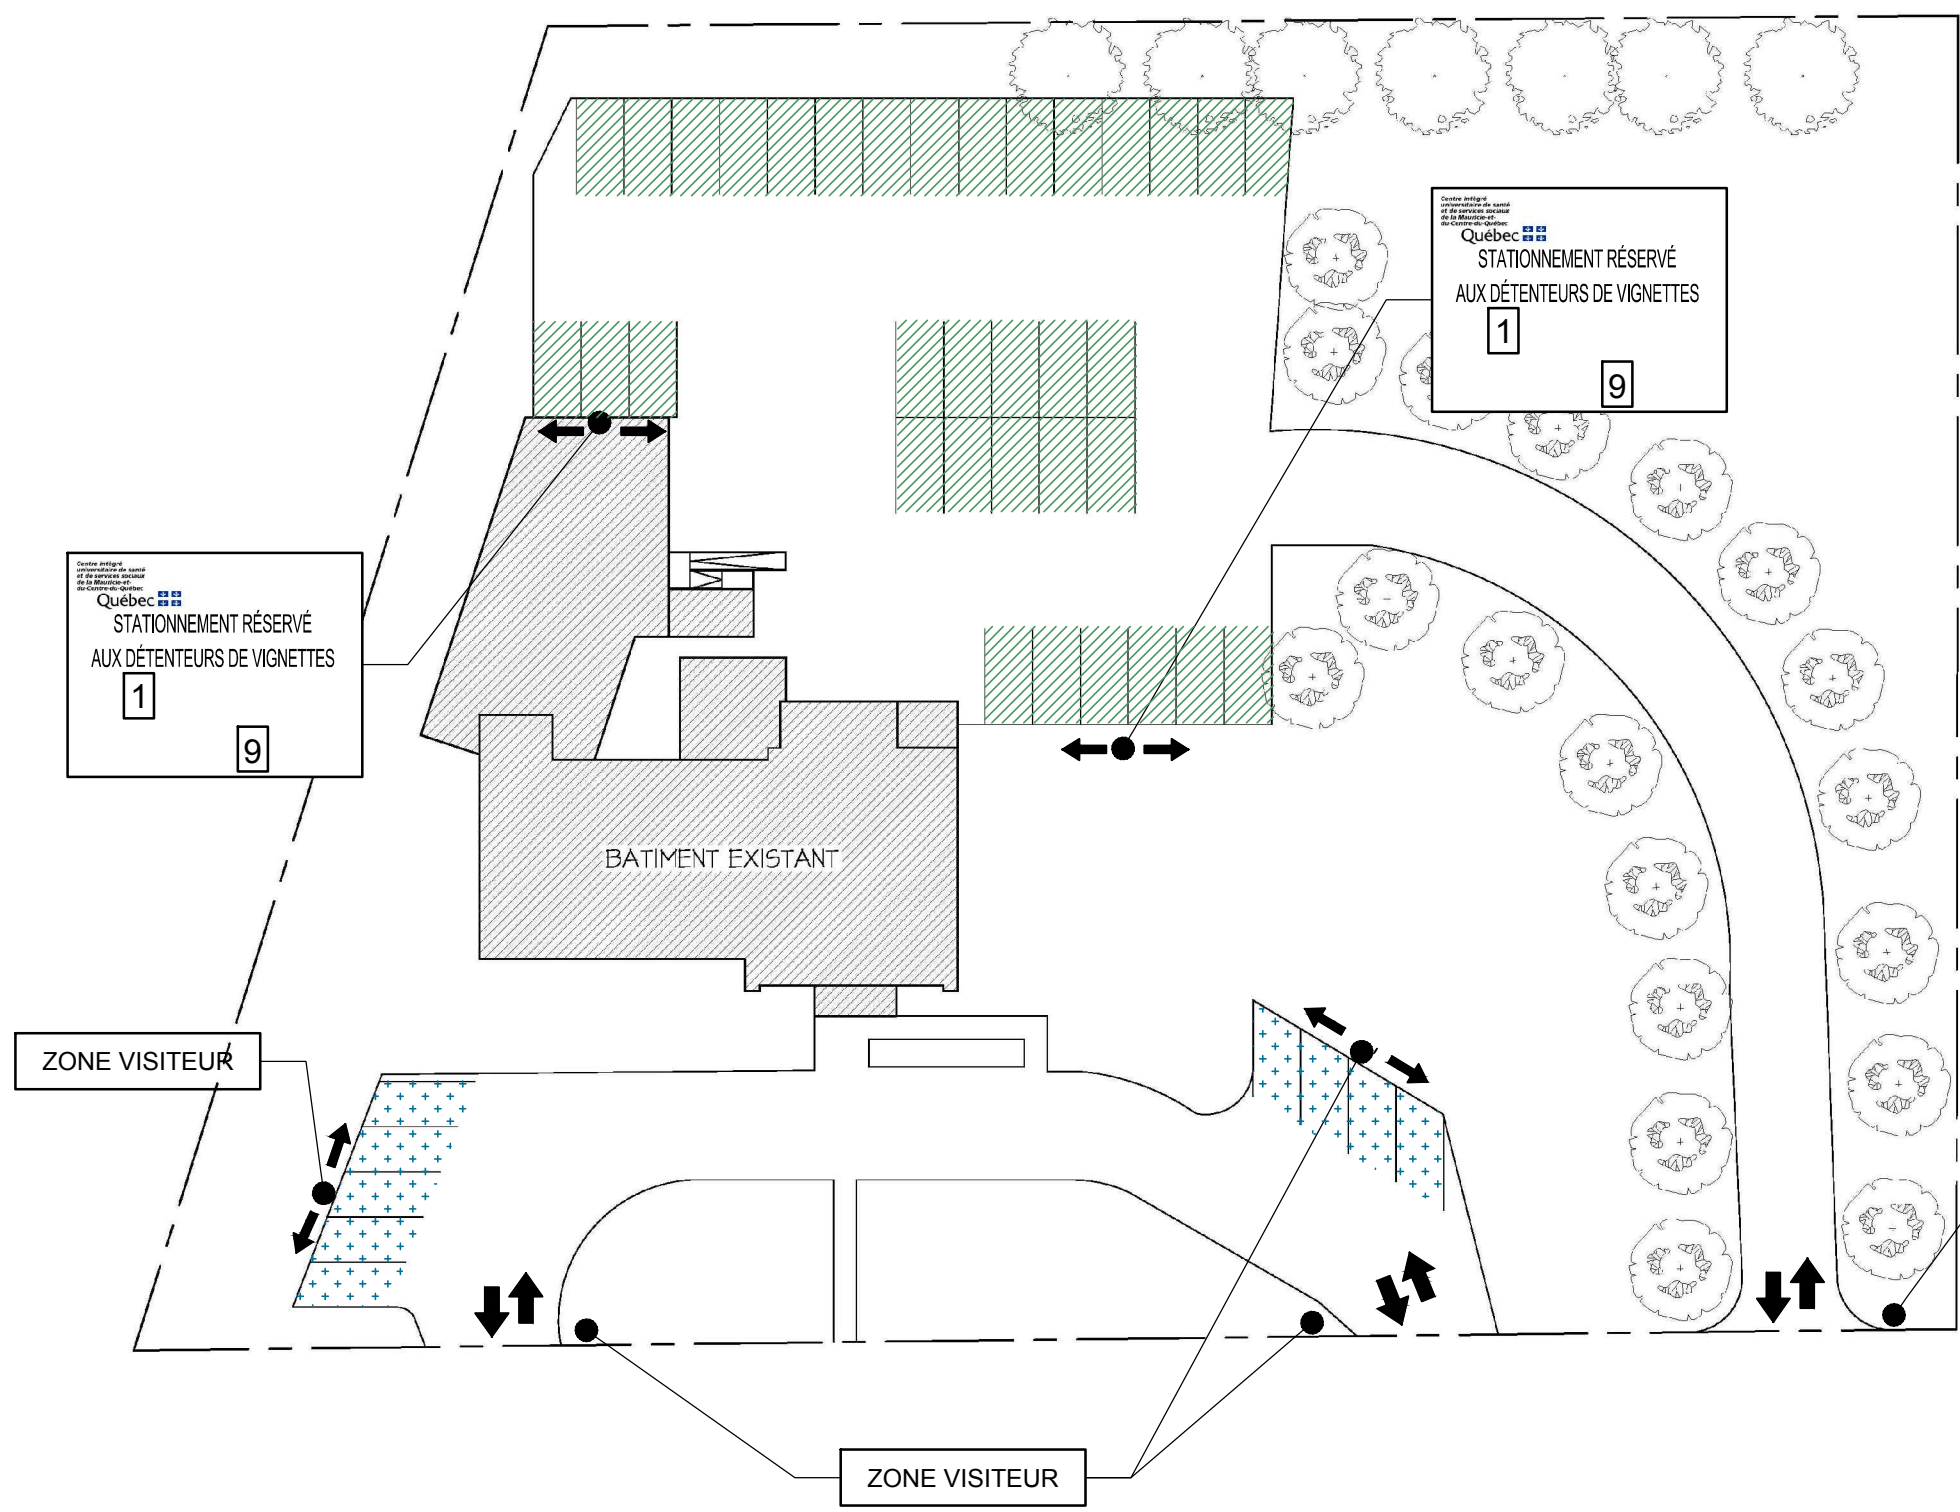 Centre intégré
universitaire de santé
et de services sociaux
de la Mauricie-et-
du-Centre-du-Québec
Québec
STATIONNEMENT RÉSERVÉ
AUX DÉTENTEURS DE VIGNETTES
1
9
Centre intégré
universitaire de santé
et de services sociaux
de la Mauricie-et-
du-Centre-du-Québec
Québec
STATIONNEMENT RÉSERVÉ
AUX DÉTENTEURS DE VIGNETTES
1
9
BATIMENT EXISTANT
ZONE VISITEUR
ZONE VISITEUR